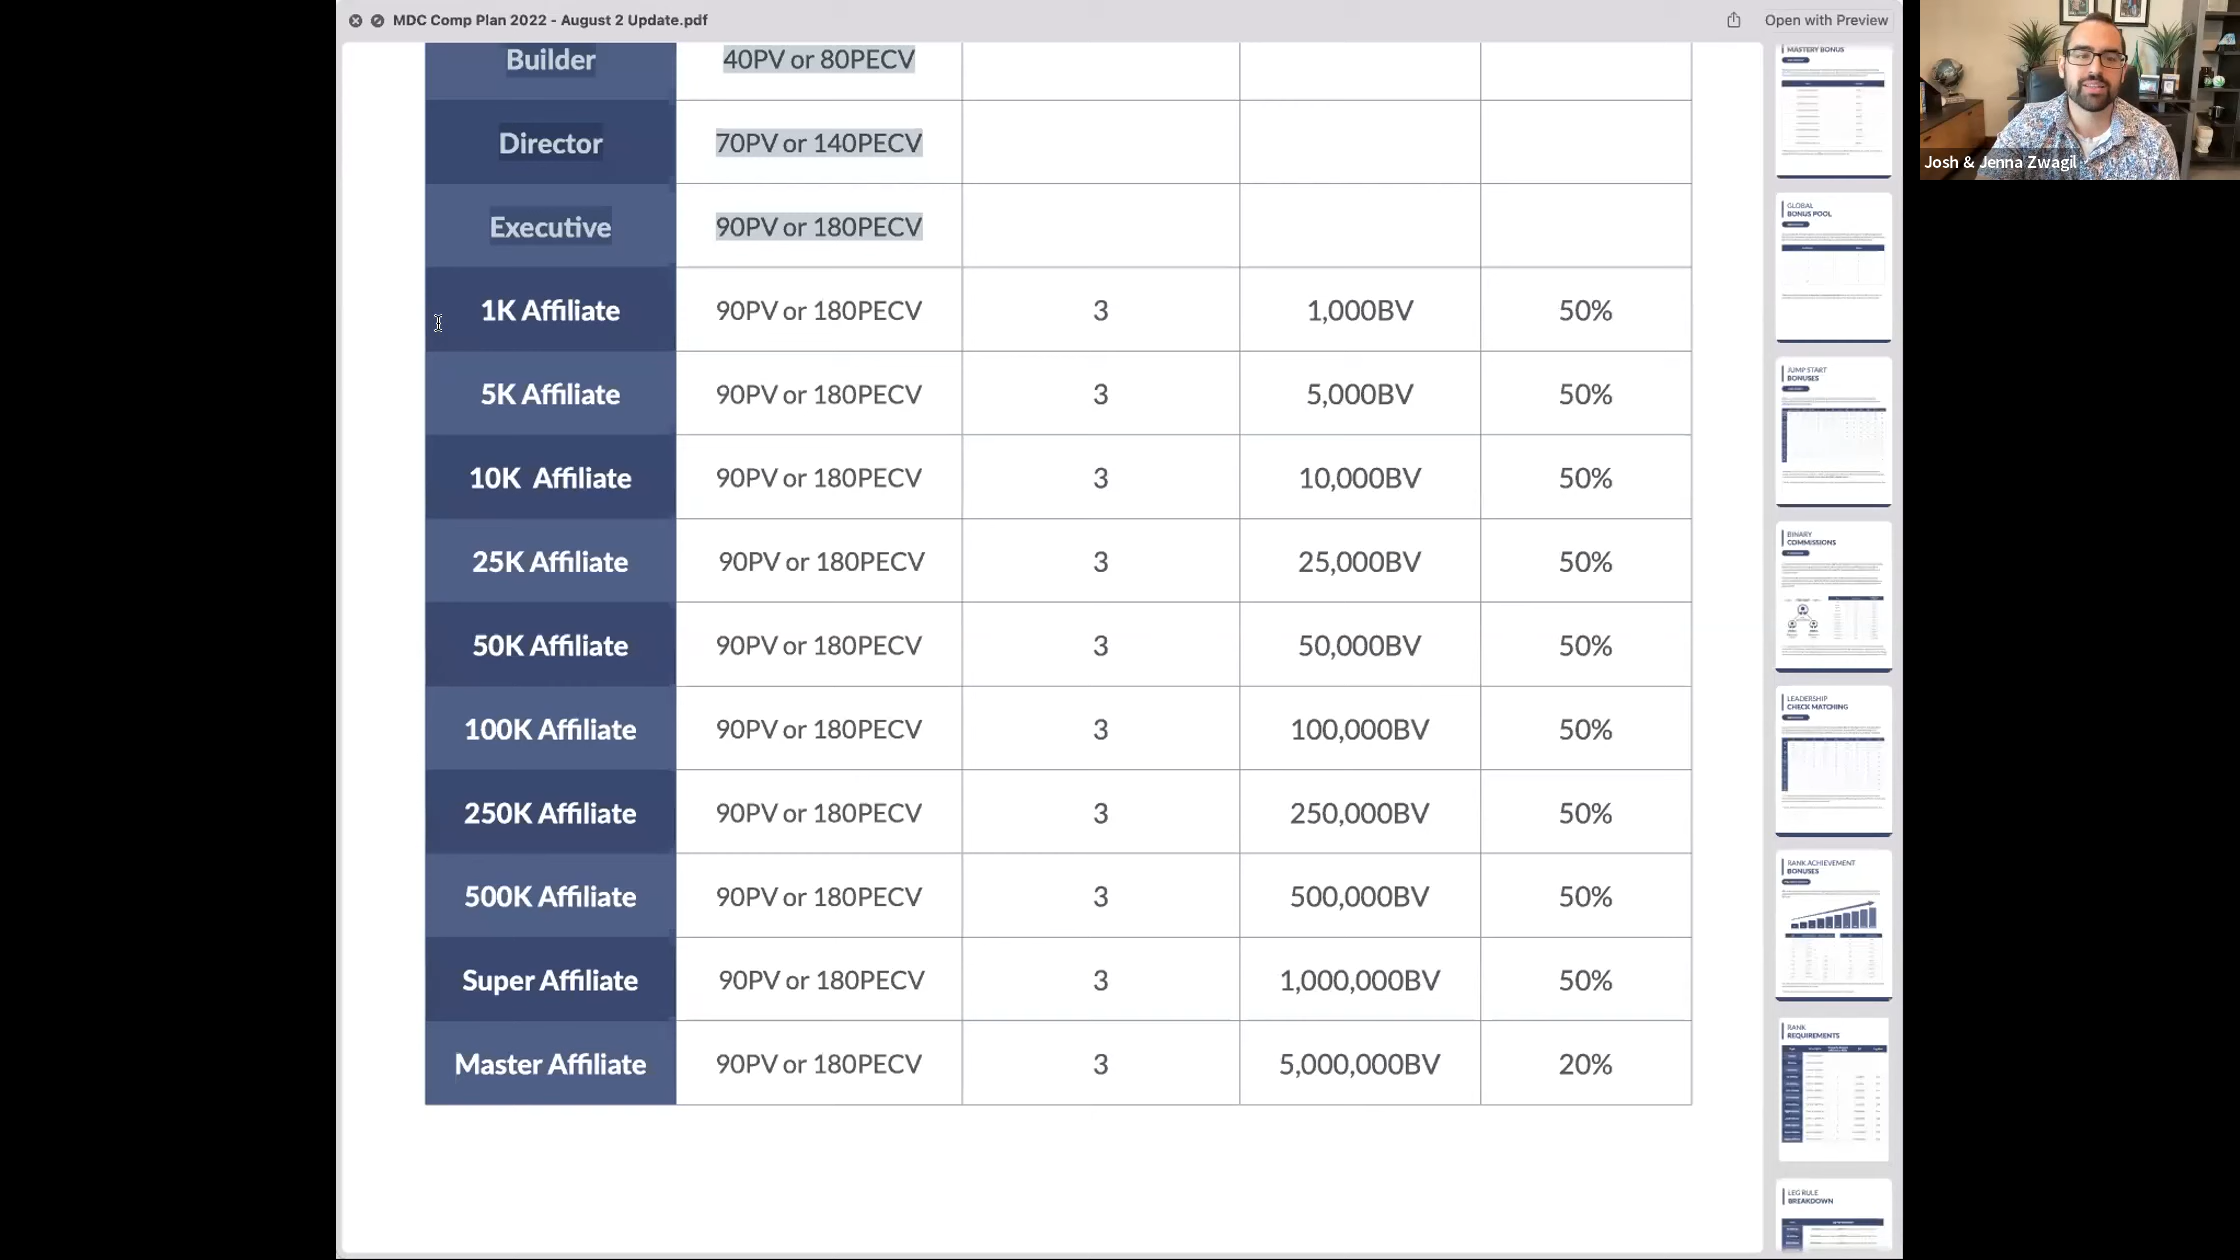 MDC Comp Plan 2022 - August 2 Update.pdf
Open with Preview
Builder 40PV or 80PECV
Director 70PV or 140PECV
Executive 90PV or 180PECV
1K Affiliate 90PV or 180PECV 3 1,000BV 50%
5K Affiliate 90PV or 180PECV 3 5,000BV 50%
10K Affiliate 90PV or 180PECV 3 10,000BV 50%
25K Affiliate 90PV or 180PECV 3 25,000BV 50%
50K Affiliate 90PV or 180PECV 3 50,000BV 50%
100K Affiliate 90PV or 180PECV 3 100,000BV 50%
250K Affiliate 90PV or 180PECV 3 250,000BV 50%
500K Affiliate 90PV or 180PECV 3 500,000BV 50%
Super Affiliate 90PV or 180PECV 3 1,000,000BV 50%
Master Affiliate 90PV or 180PECV 3 5,000,000BV 20%
MASTERY BONUS
GLOBAL
BONUS POOL
JUMP START
BONUSES
BINARY
COMMISSIONS
LEADERSHIP
CHECK MATCHING
RANK ACHIEVEMENT
BONUSES
RANK
REQUIREMENTS
LEG RULE
BREAKDOWN
Josh & Jenna Zwagil